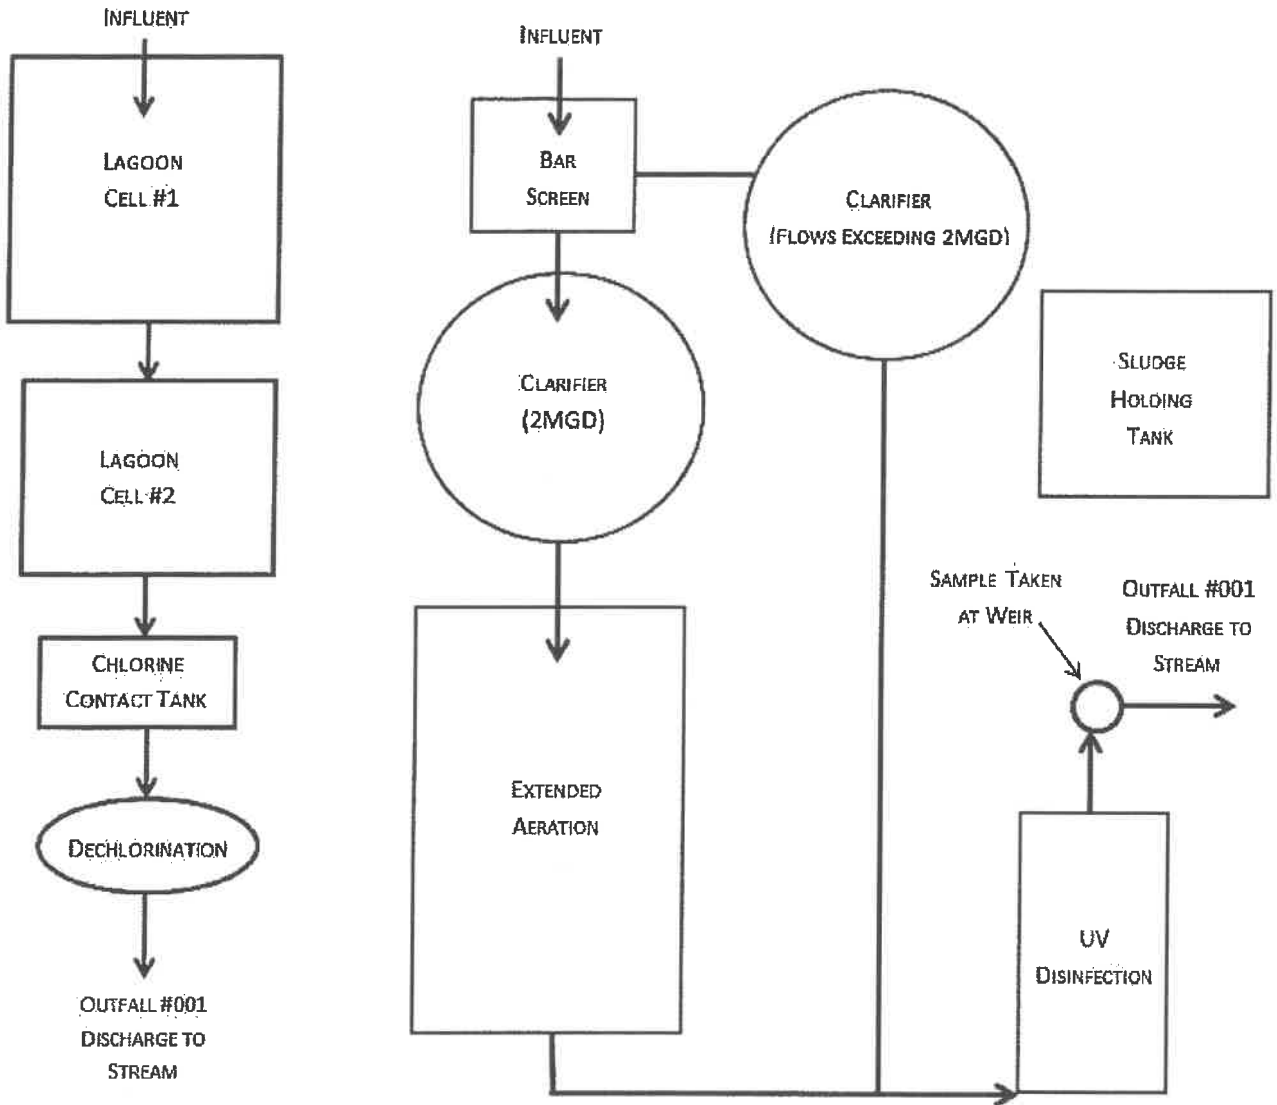 INFLUENT
LAGOON
CELL #1
LAGOON
CELL #2
CHLORINE
CONTACT TANK
DECHLORINATION
OUTFALL #001
DISCHARGE TO
STREAM
INFLUENT
BAR
SCREEN
CLARIFIER
(FLOWS EXCEEDING 2MGD)
CLARIFIER
(2MGD)
EXTENDED
AERATION
SLUDGE
HOLDING
TANK
SAMPLE TAKEN
AT WEIR
OUTFALL #001
DISCHARGE TO
STREAM
UV
DISINFECTION